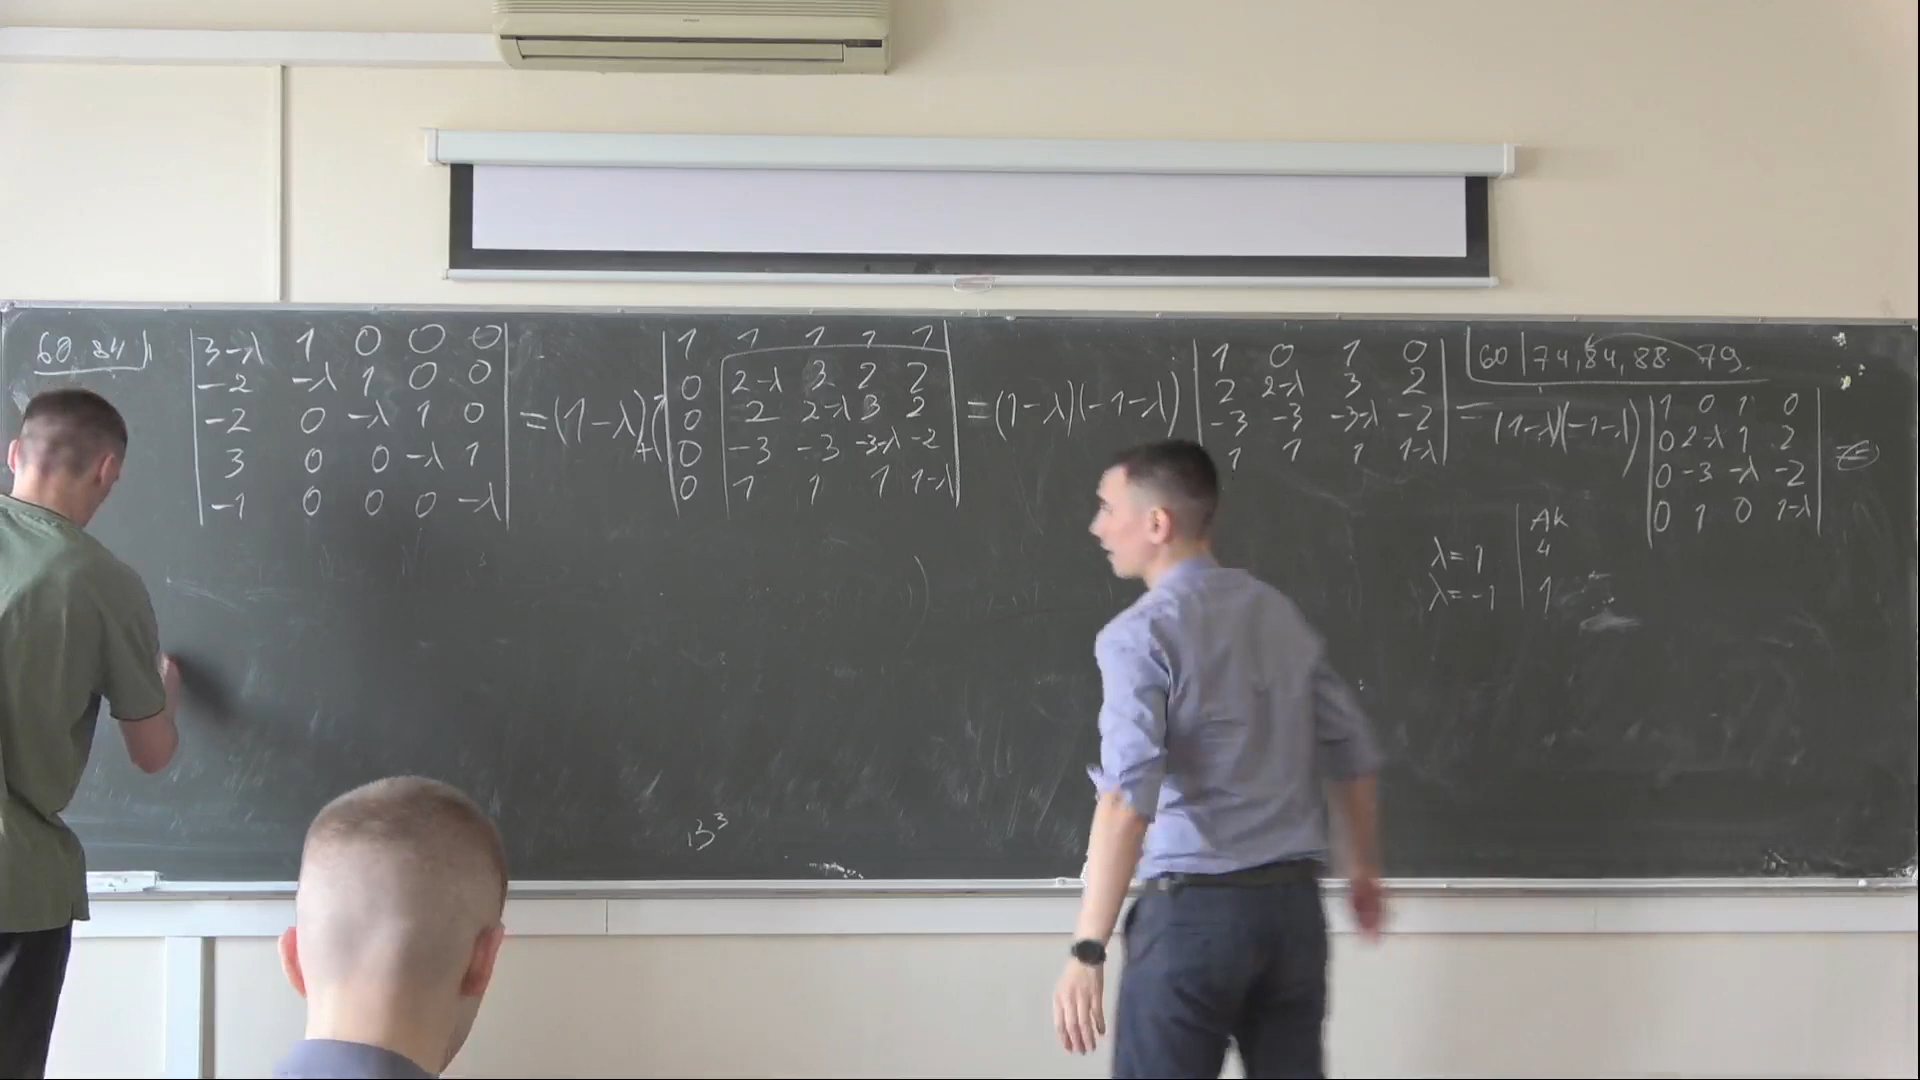 60 84
| 3-λ 1 0 0 0 |
| -2 -λ 1 0 0 |
| -2 0 -λ 1 0 |
| 3 0 0 -λ 1 |
| -1 0 0 0 -λ |
= (1-λ)
| 1 1 1 1 1 |
| 0 2-λ 3 2 2 |
| 0 -2 2-λ 3 2 |
| 0 -3 -3 -3-λ -2 |
| 0 1 1 1 1-λ |
= (1-λ)(-1-λ)
| 1 0 1 0 |
| 2 2-λ 3 2 |
| -3 -3 -3-λ -2 |
| 1 1 1 1-λ |
60 | 74, 84, 88 79.
= (1-λ)(-1-λ)
| 1 0 1 0 |
| 0 2-λ 1 2 |
| 0 -3 -λ -2 |
| 0 1 0 1-λ |
=
Ak
λ = 1 | 4
λ = -1 | 1
B³